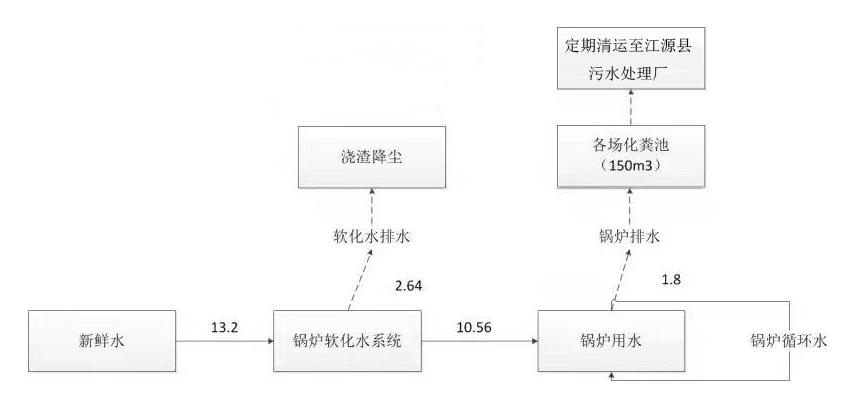 定期清运至江源县
污水处理厂
浇渣降尘
各场化粪池
（150m3）
软化水排水
锅炉排水
2.64
1.8
新鲜水
13.2
锅炉软化水系统
10.56
锅炉用水
锅炉循环水